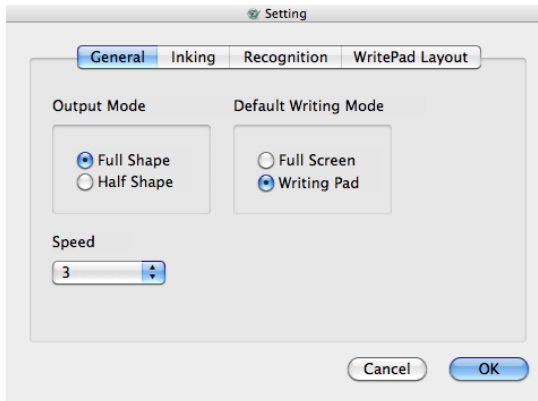 Setting
General Inking Recognition WritePad Layout
Output Mode Default Writing Mode
Full Shape Full Screen
Half Shape Writing Pad
Speed
3
Cancel OK